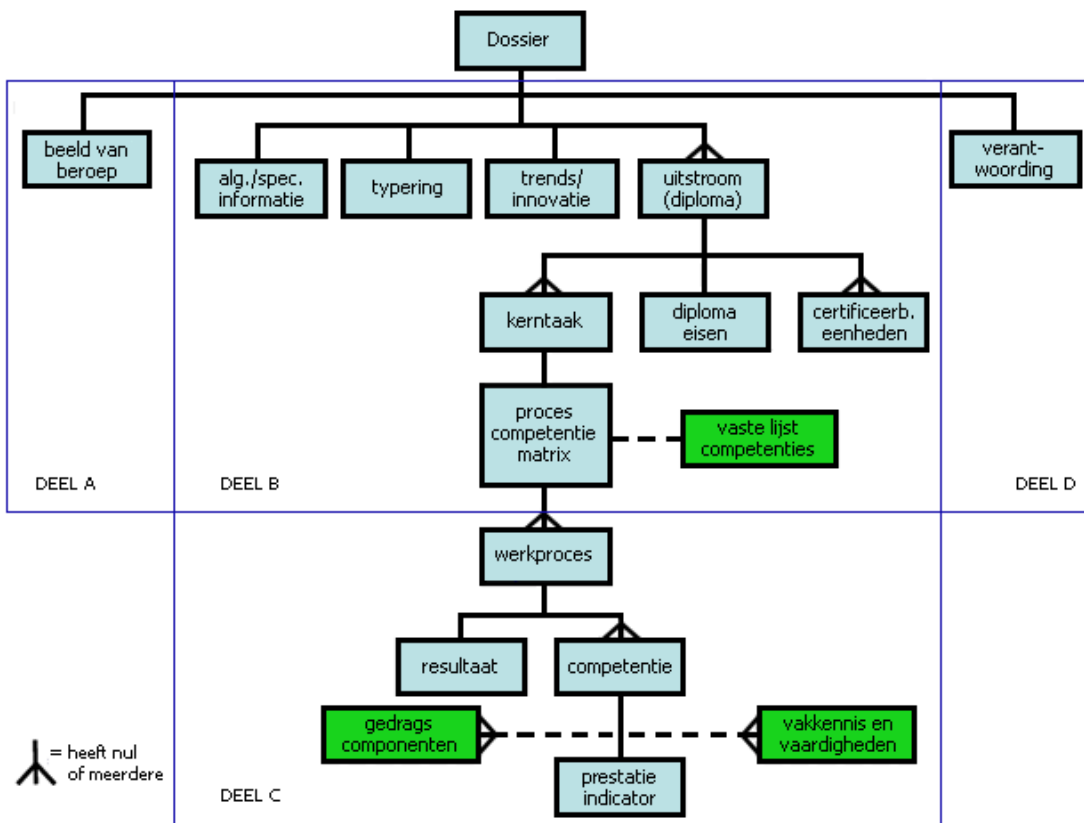 Dossier
beeld van
beroep
alg./spec.
informatie
typering
trends/
innovatie
uitstroom
(diploma)
verant-
woording
kerntaak
diploma
eisen
certificeerb.
eenheden
proces
competentie
matrix
vaste lijst
competenties
DEEL A
DEEL B
DEEL D
werkproces
resultaat
competentie
gedrags
componenten
vakkennis en
vaardigheden
= heeft nul
of meerdere
prestatie
indicator
DEEL C